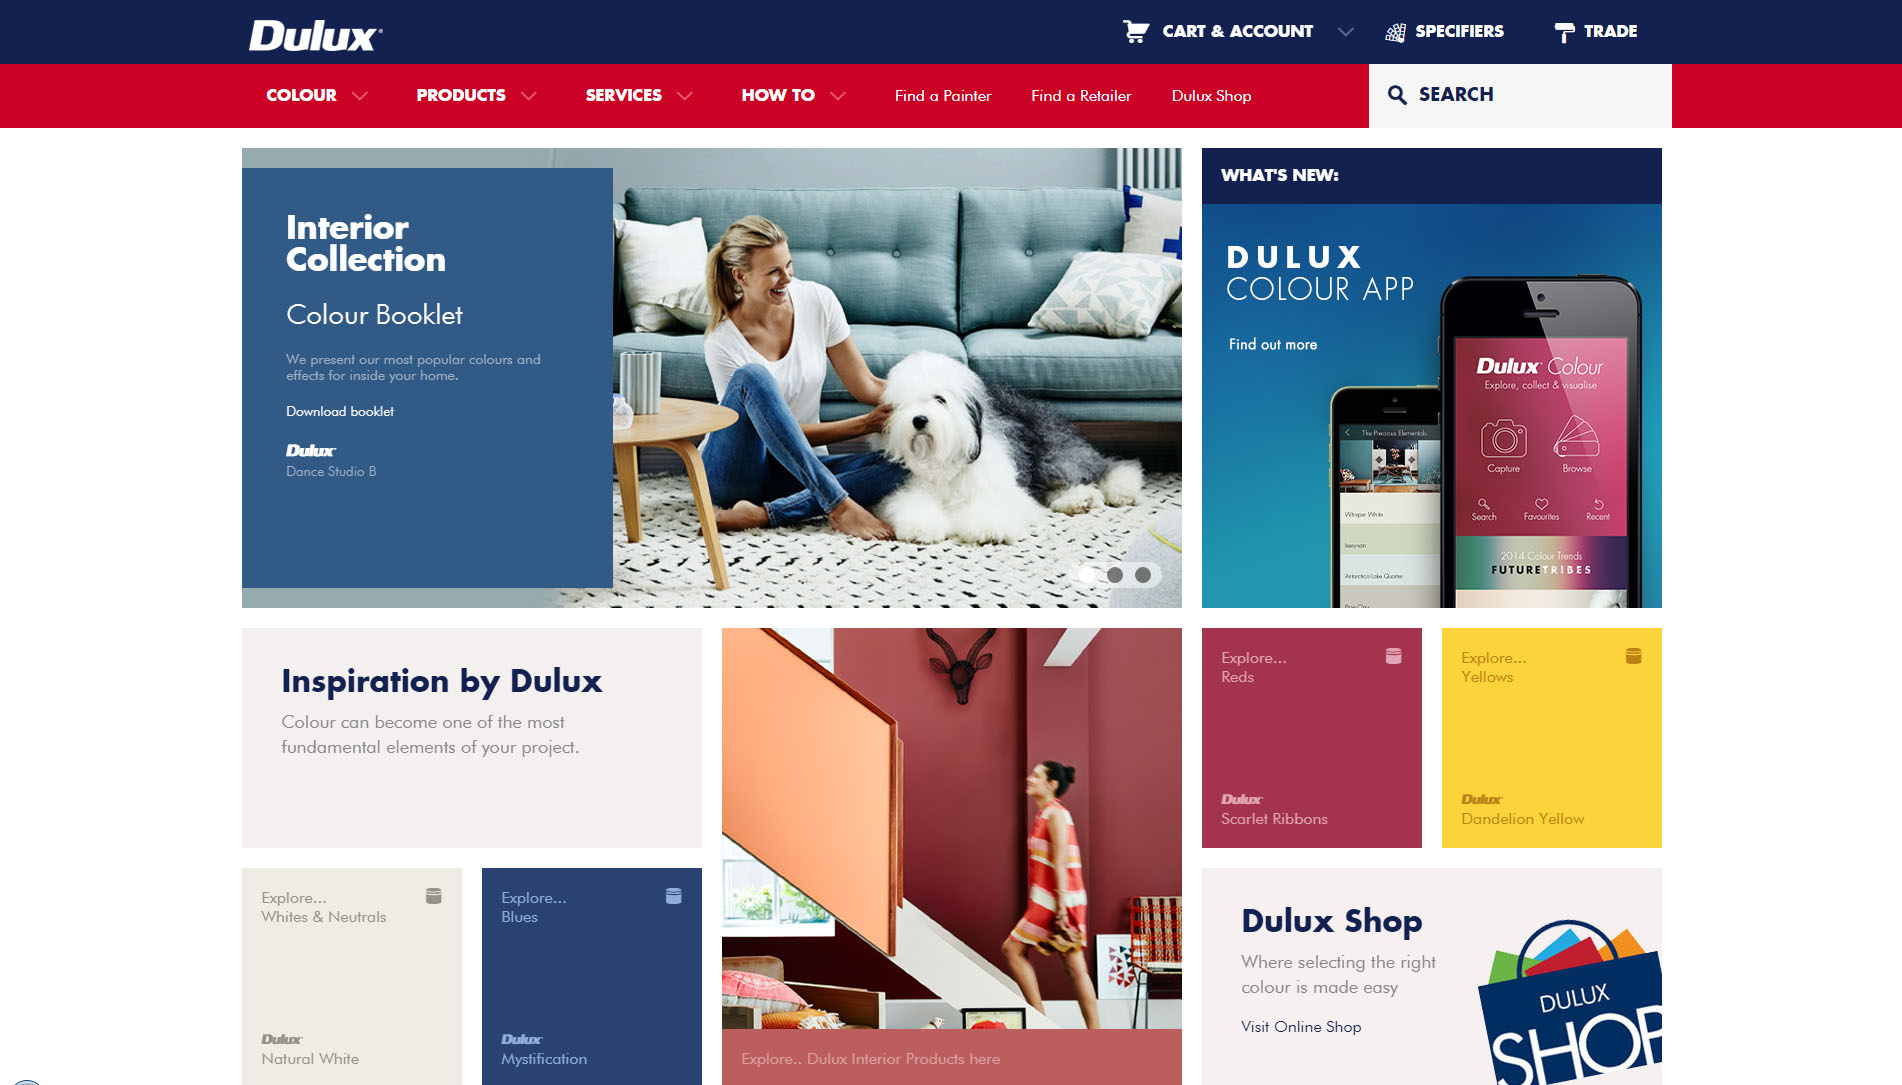 Dulux
CART & ACCOUNT
SPECIFIERS
TRADE
COLOUR
PRODUCTS
SERVICES
HOW TO
Find a Painter
Find a Retailer
Dulux Shop
SEARCH
Interior
Collection
Colour Booklet
We present our most popular colours and
effects for inside your home.
Download booklet
Dulux
Dance Studio B
WHAT'S NEW:
DULUX
COLOUR APP
Find out more
Dulux Colour
Explore, collect & visualise
Capture
Browse
Search
Favourites
Recent
2014 Colour Trends
FUTURETRIBES
The Precious Elementals
Whisper White
Antarctica Lake Quarter
Inspiration by Dulux
Colour can become one of the most
fundamental elements of your project.
Explore...
Whites & Neutrals
Dulux
Natural White
Explore...
Blues
Dulux
Mystification
Explore.. Dulux Interior Products here
Explore...
Reds
Dulux
Scarlet Ribbons
Explore...
Yellows
Dulux
Dandelion Yellow
Dulux Shop
Where selecting the right
colour is made easy
Visit Online Shop
DULUX
SHOP